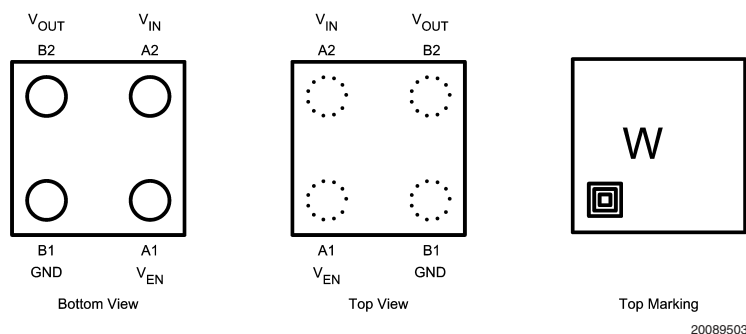 VOUT VIN
B2 A2
B1 A1
GND VEN
Bottom View
VIN VOUT
A2 B2
A1 B1
VEN GND
Top View
W
Top Marking
20089503